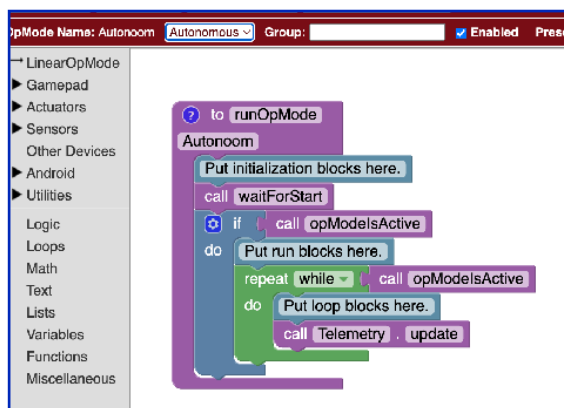 OpMode Name: Autonoom Autonomous Group: Enabled Prese
LinearOpMode
Gamepad
Actuators
Sensors
Other Devices
Android
Utilities
Logic
Loops
Math
Text
Lists
Variables
Functions
Miscellaneous
? to runOpMode
Autonoom
Put initialization blocks here.
call waitForStart
if call opModeIsActive
do Put run blocks here.
repeat while call opModeIsActive
do Put loop blocks here.
call Telemetry . update